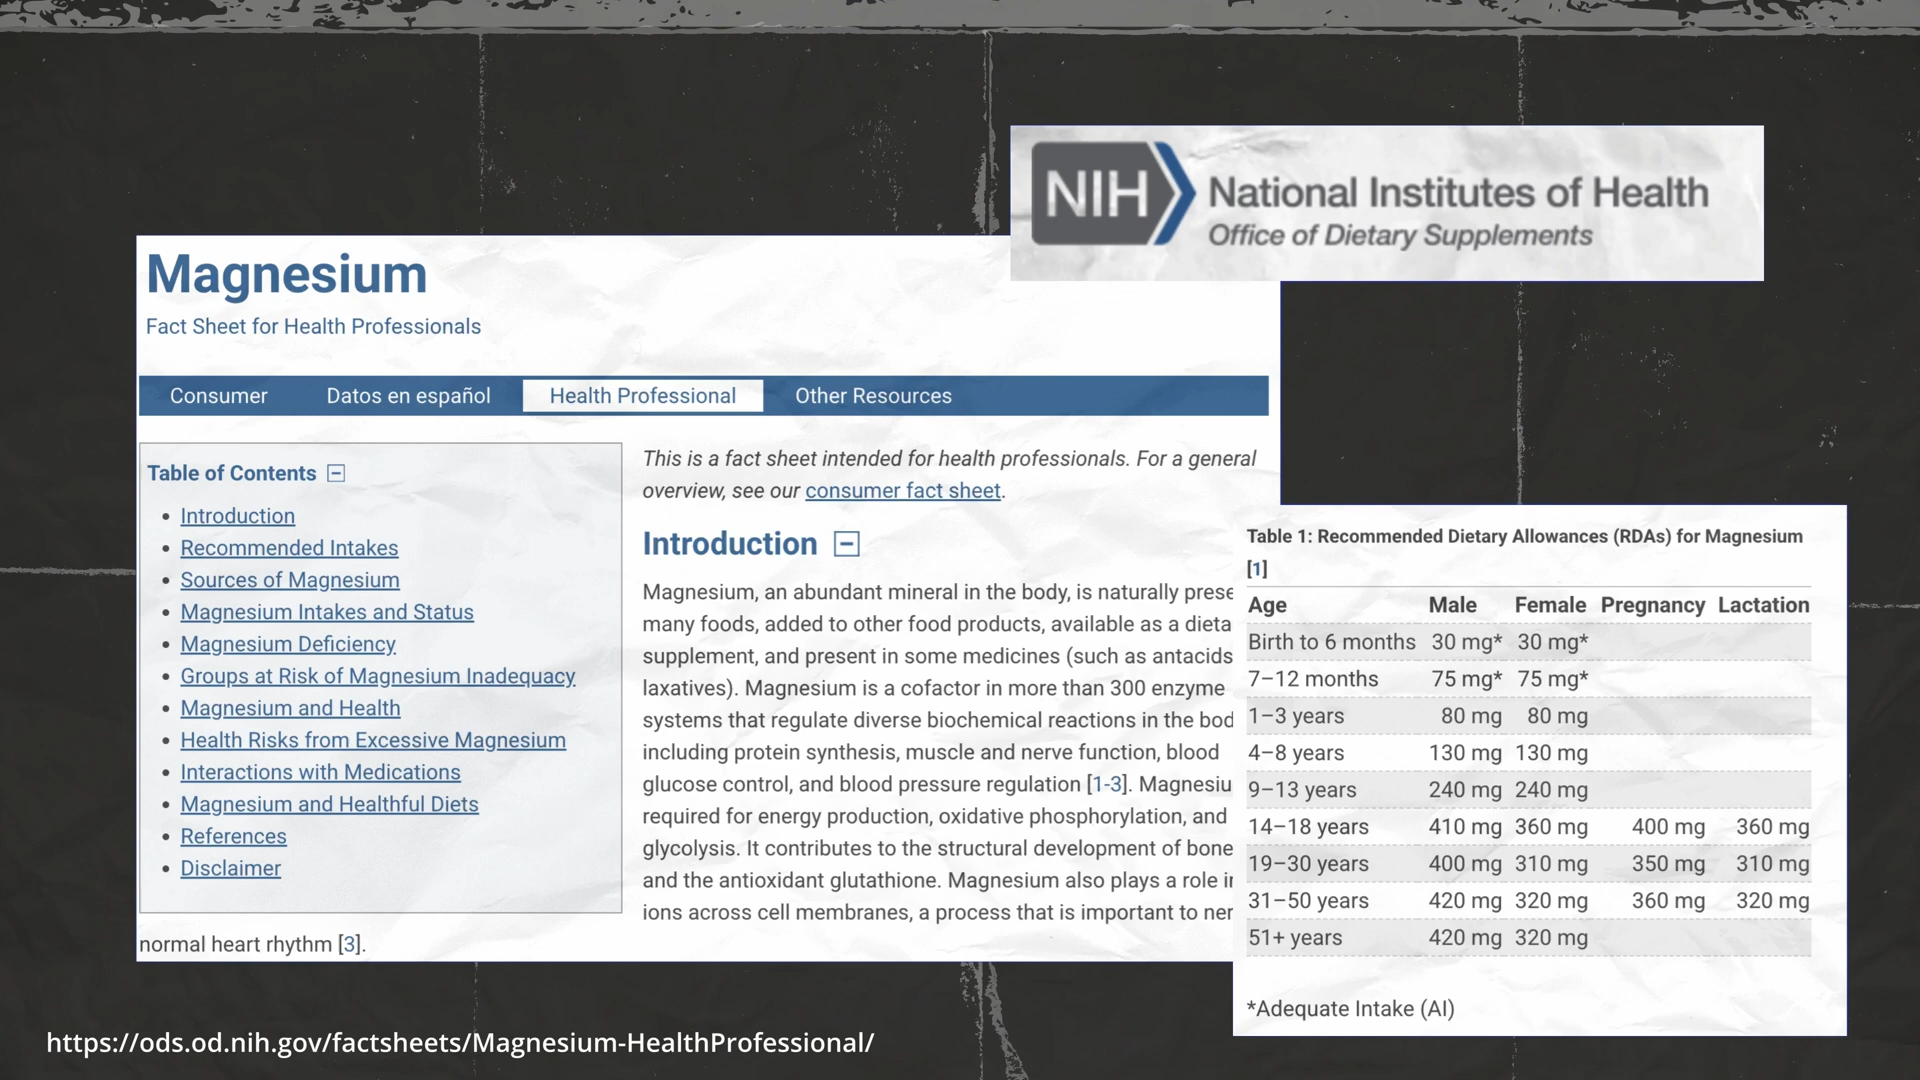 NIH National Institutes of Health
Office of Dietary Supplements
Magnesium
Fact Sheet for Health Professionals
Consumer Datos en español Health Professional Other Resources
Table of Contents
Introduction
Recommended Intakes
Sources of Magnesium
Magnesium Intakes and Status
Magnesium Deficiency
Groups at Risk of Magnesium Inadequacy
Magnesium and Health
Health Risks from Excessive Magnesium
Interactions with Medications
Magnesium and Healthful Diets
References
Disclaimer
This is a fact sheet intended for health professionals. For a general
overview, see our consumer fact sheet.
Introduction
Magnesium, an abundant mineral in the body, is naturally
many foods, added to other food products, available as a
supplement, and present in some medicines (such as antacids
laxatives). Magnesium is a cofactor in more than 300 enzyme
systems that regulate diverse biochemical reactions in the
including protein synthesis, muscle and nerve function, blood
glucose control, and blood pressure regulation [1-3].
required for energy production, oxidative phosphorylation, and
glycolysis. It contributes to the structural development of bone
and the antioxidant glutathione. Magnesium also plays a role
ions across cell membranes, a process that is important to
normal heart rhythm [3].
Table 1: Recommended Dietary Allowances (RDAs) for Magnesium
[1]
Age Male Female Pregnancy Lactation
Birth to 6 months 30 mg* 30 mg*
7–12 months 75 mg* 75 mg*
1–3 years 80 mg 80 mg
4–8 years 130 mg 130 mg
9–13 years 240 mg 240 mg
14–18 years 410 mg 360 mg 400 mg 360 mg
19–30 years 400 mg 310 mg 350 mg 310 mg
31–50 years 420 mg 320 mg 360 mg 320 mg
51+ years 420 mg 320 mg
*Adequate Intake (AI)
https://ods.od.nih.gov/factsheets/Magnesium-HealthProfessional/